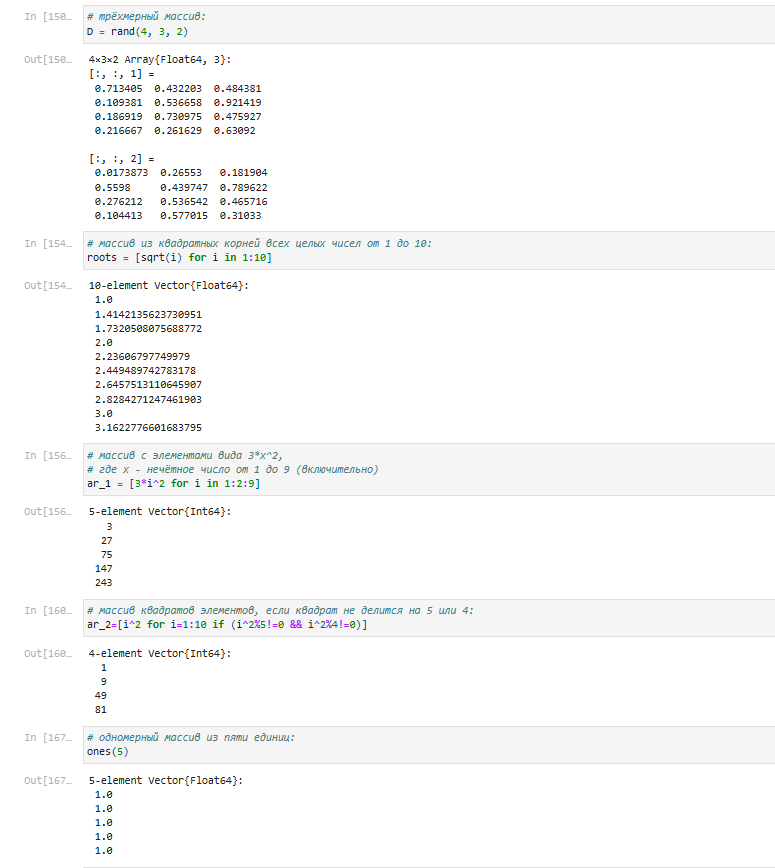 In [150…
# трёхмерный массив:
D = rand(4, 3, 2)
Out[150…
4×3×2 Array{Float64, 3}:
[:, :, 1] =
 0.713405  0.432203  0.484381
 0.109381  0.536658  0.921419
 0.186919  0.730975  0.475927
 0.216667  0.261629  0.63092

[:, :, 2] =
 0.0173873  0.26553   0.181904
 0.5598     0.439747  0.789622
 0.276212   0.536542  0.465716
 0.104413   0.577015  0.31033
In [154…
# массив из квадратных корней всех целых чисел от 1 до 10:
roots = [sqrt(i) for i in 1:10]
Out[154…
10-element Vector{Float64}:
 1.0
 1.4142135623730951
 1.7320508075688772
 2.0
 2.23606797749979
 2.449489742783178
 2.6457513110645907
 2.8284271247461903
 3.0
 3.1622776601683795
In [156…
# массив с элементами вида 3*x^2,
# где x - нечётное число от 1 до 9 (включительно)
ar_1 = [3*i^2 for i in 1:2:9]
Out[156…
5-element Vector{Int64}:
   3
  27
  75
 147
 243
In [160…
# массив квадратов элементов, если квадрат не делится на 5 или 4:
ar_2=[i^2 for i=1:10 if (i^2%5!=0 && i^2%4!=0)]
Out[160…
4-element Vector{Int64}:
  1
  9
 49
 81
In [167…
# одномерный массив из пяти единиц:
ones(5)
Out[167…
5-element Vector{Float64}:
 1.0
 1.0
 1.0
 1.0
 1.0